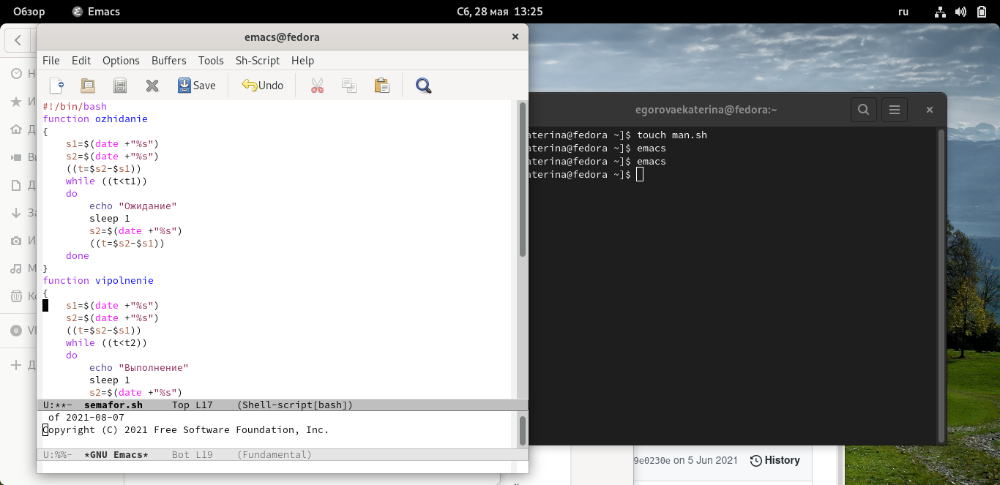 Обзор
Emacs
Сб, 28 мая 13:25
ru
emacs@fedora
File Edit Options Buffers Tools Sh-Script Help
Save
Undo
#!/bin/bash
function ozhidanie
{
    s1=$(date +"%s")
    s2=$(date +"%s")
    ((t=$s2-$s1))
    while ((t<t1))
    do
        echo "Ожидание"
        sleep 1
        s2=$(date +"%s")
        ((t=$s2-$s1))
    done
}
function vipolnenie
{
    s1=$(date +"%s")
    s2=$(date +"%s")
    ((t=$s2-$s1))
    while ((t<t2))
    do
        echo "Выполнение"
        sleep 1
        s2=$(date +"%s")
U:**-  semafor.sh     Top L17    (Shell-script[bash])
 of 2021-08-07
Copyright (C) 2021 Free Software Foundation, Inc.
U:%%-  *GNU Emacs*    Bot L19    (Fundamental)
egorovaekaterina@fedora:~
aterina@fedora ~]$ touch man.sh
aterina@fedora ~]$ emacs
aterina@fedora ~]$ emacs
aterina@fedora ~]$
9e0230e on 5 Jun 2021
History